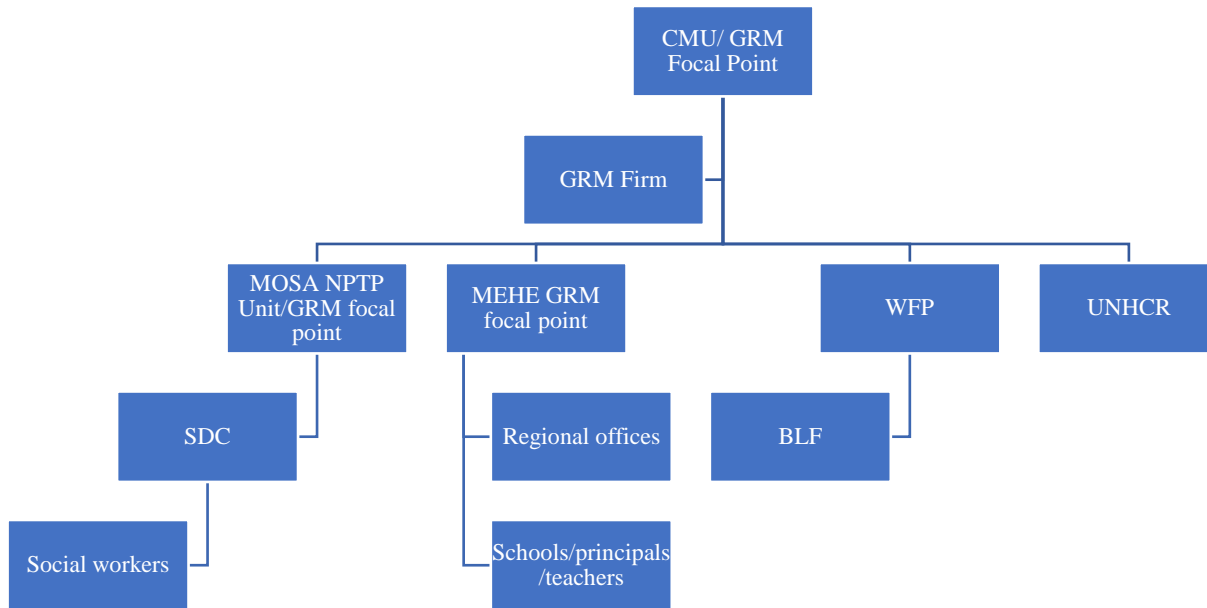 CMU/ GRM
Focal Point
GRM Firm
MOSA NPTP
Unit/GRM focal
point
MEHE GRM
focal point
WFP
UNHCR
SDC
Regional offices
BLF
Social workers
Schools/principals
/teachers